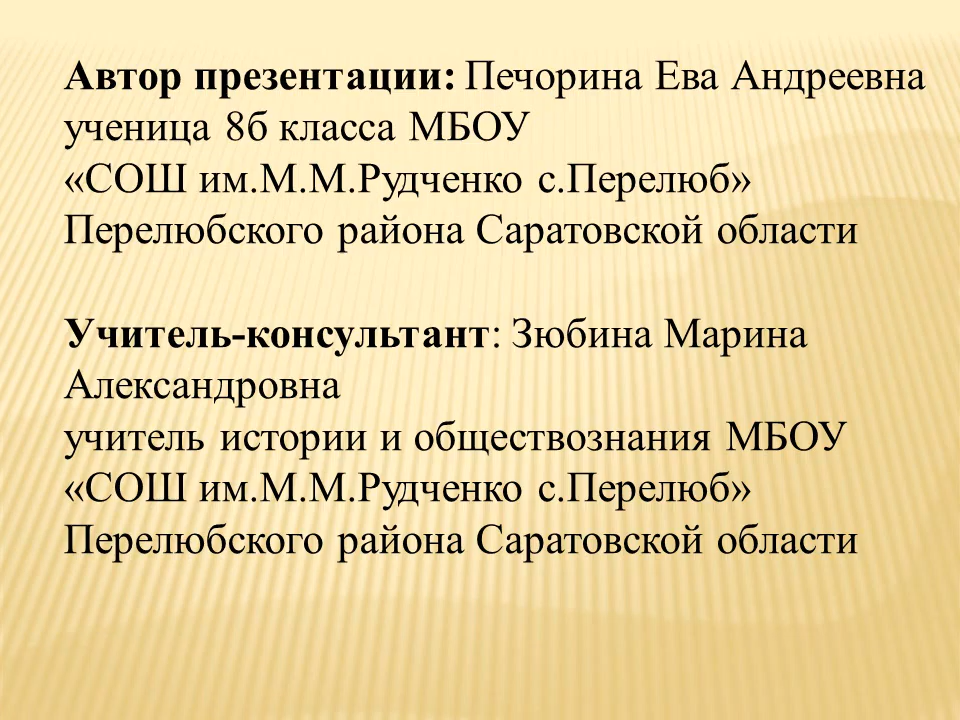 Автор презентации: Печорина Ева Андреевна
ученица 8б класса МБОУ
«СОШ им.М.М.Рудченко с.Перелюб»
Перелюбского района Саратовской области
Учитель-консультант: Зюбина Марина
Александровна
учитель истории и обществознания МБОУ
«СОШ им.М.М.Рудченко с.Перелюб»
Перелюбского района Саратовской области